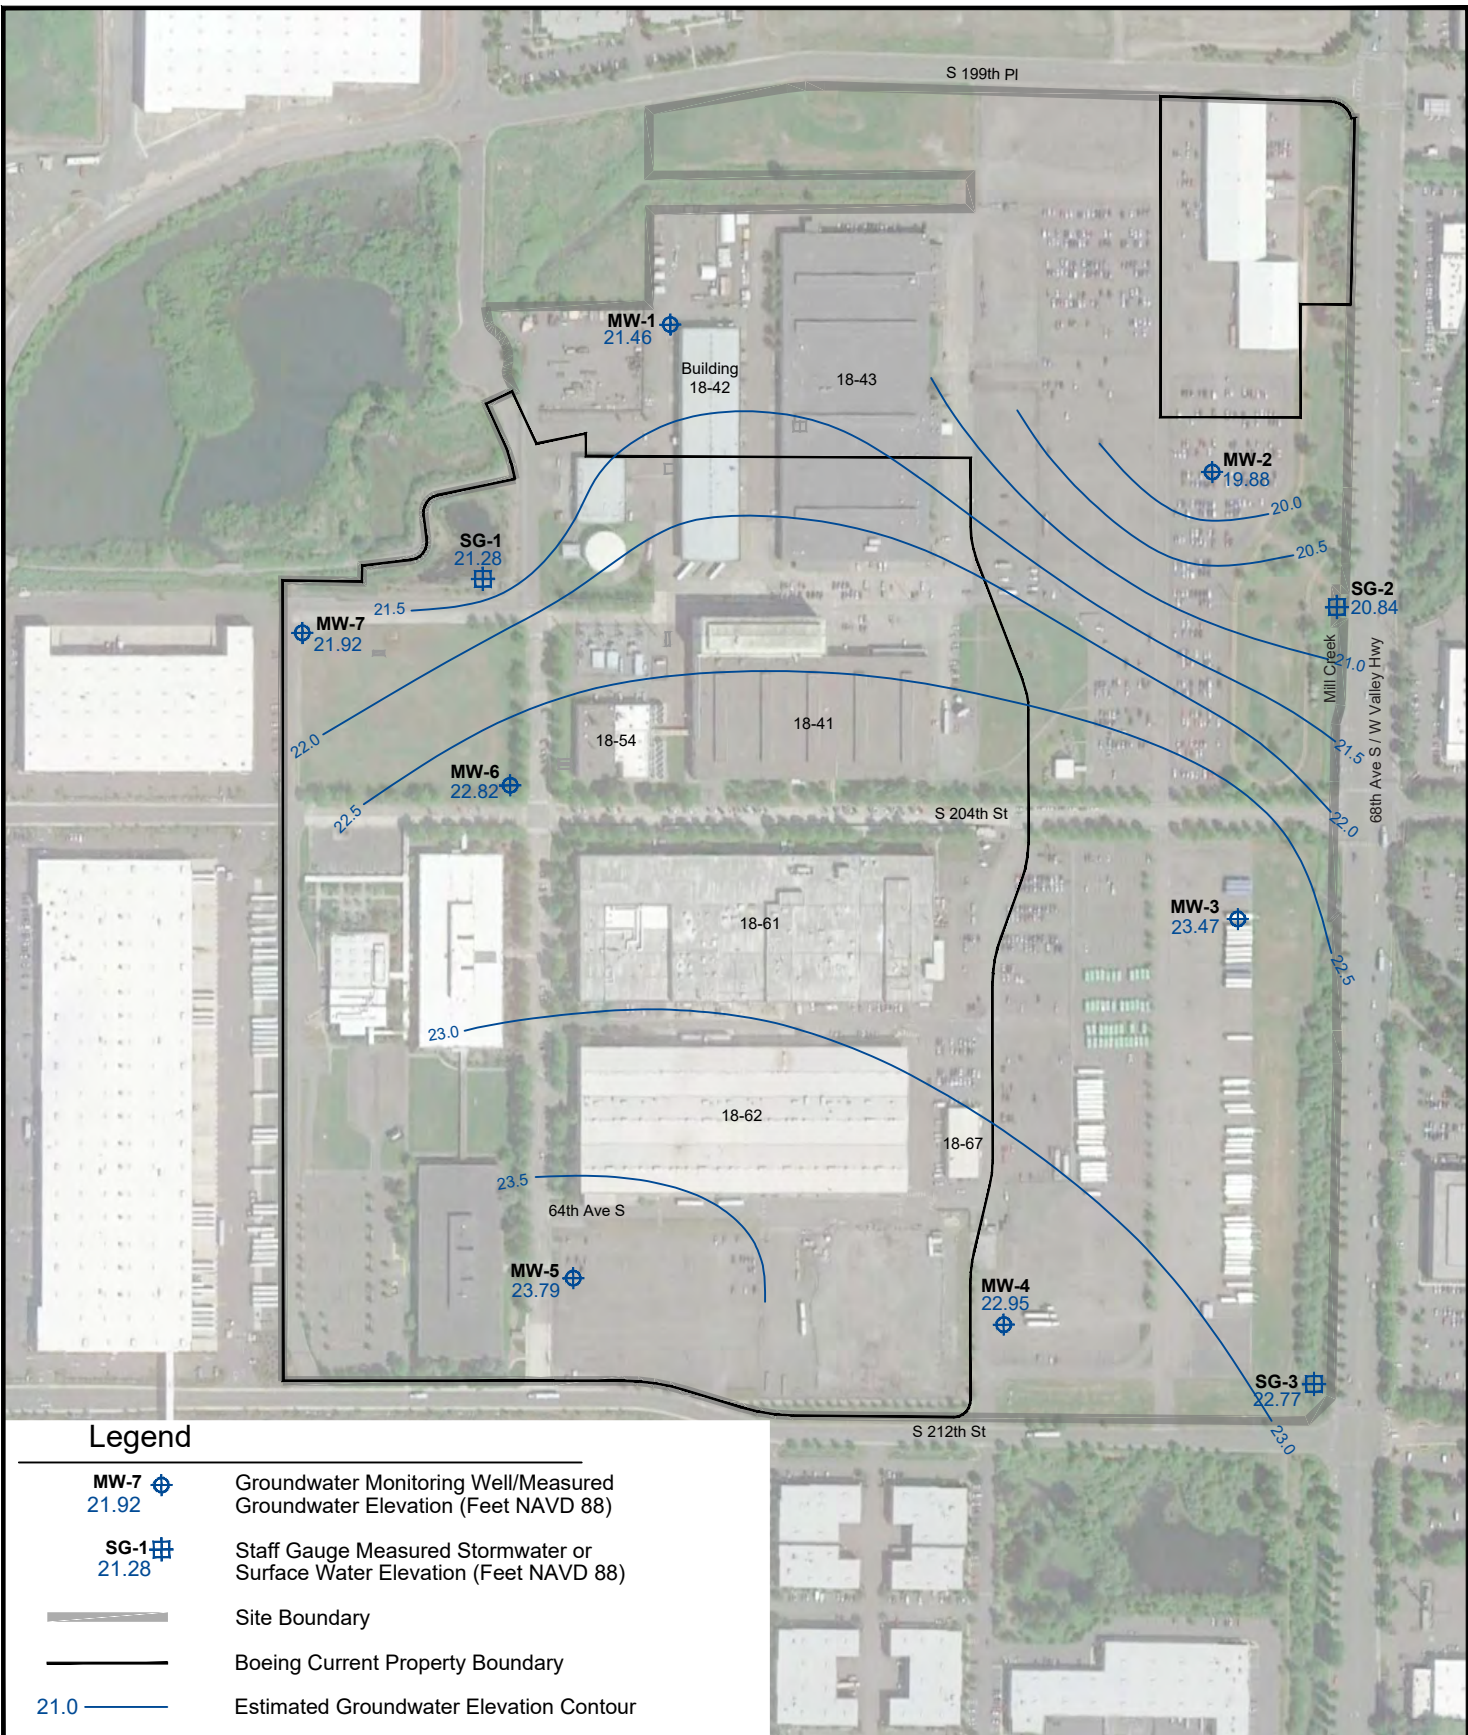 S 199th Pl
MW-1
21.46
Building
18-42
18-43
MW-2
19.88
20.0
20.5
SG-1
21.28
SG-2
20.84
21.5
MW-7
21.92
Mill Creek
21.0
68th Ave S / W Valley Hwy
22.0
18-54
18-41
21.5
MW-6
22.82
22.5
S 204th St
22.0
MW-3
23.47
18-61
22.5
23.0
18-62
18-67
23.5
64th Ave S
MW-5
23.79
MW-4
22.95
SG-3
22.77
S 212th St
23.0
Legend
MW-7
21.92
Groundwater Monitoring Well/Measured
Groundwater Elevation (Feet NAVD 88)
SG-1
21.28
Staff Gauge Measured Stormwater or
Surface Water Elevation (Feet NAVD 88)
Site Boundary
Boeing Current Property Boundary
21.0
Estimated Groundwater Elevation Contour